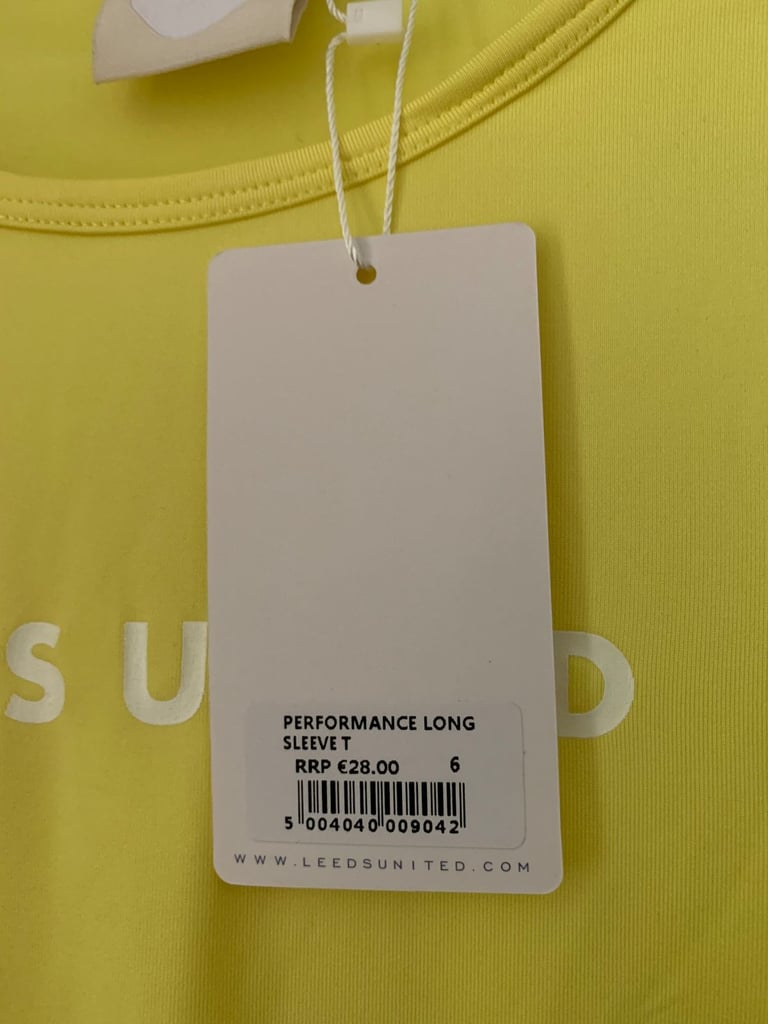 S U D
PERFORMANCE LONG
SLEEVE T
RRP €28.00 6
5 004040 009042
WWW.LEEDSUNITED.COM